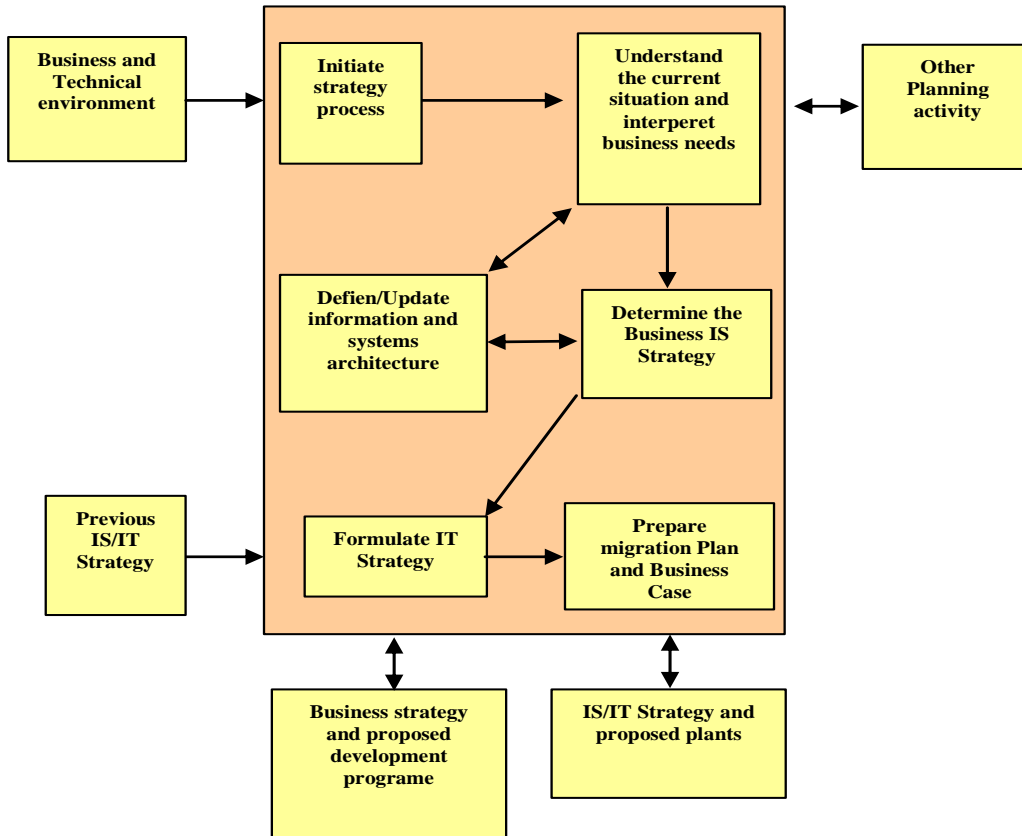 Business and
Technical
environment
Initiate
strategy
process
Understand
the current
situation and
interperet
business needs
Other
Planning
activity
Defien/Update
information and
systems
architecture
Determine the
Business IS
Strategy
Previous
IS/IT
Strategy
Formulate IT
Strategy
Prepare
migration Plan
and Business
Case
Business strategy
and proposed
development
programe
IS/IT Strategy and
proposed plants